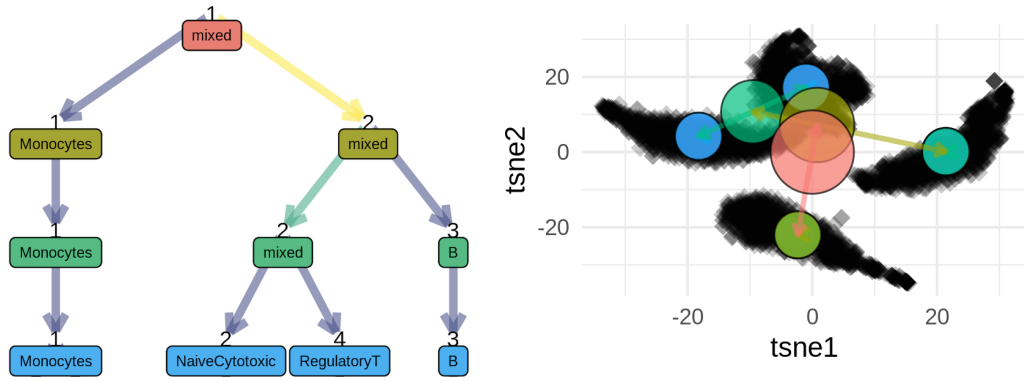 1
mixed
1
2
Monocytes
mixed
1
2
3
Monocytes
mixed
B
1
2
4
3
Monocytes
NaiveCytotoxic
RegulatoryT
B
20
0
-20
tsne2
-20
0
20
tsne1